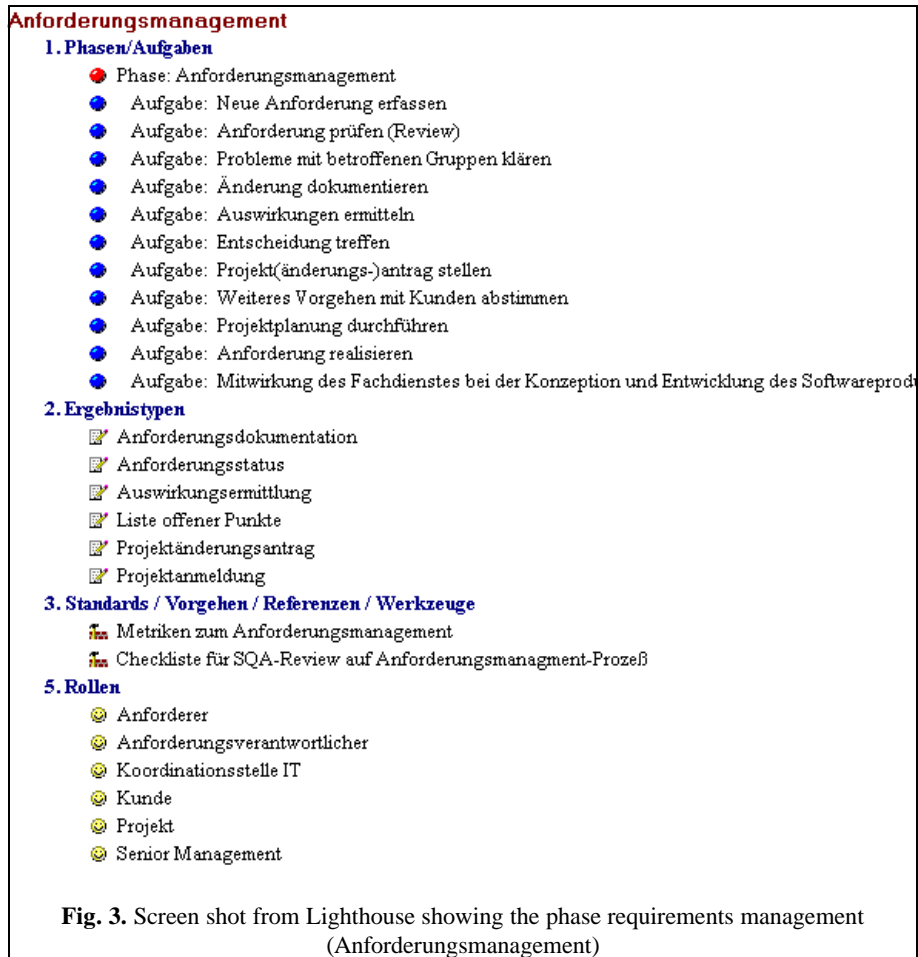 Anforderungsmanagement
1. Phasen/Aufgaben
Phase: Anforderungsmanagement
Aufgabe: Neue Anforderung erfassen
Aufgabe: Anforderung prüfen (Review)
Aufgabe: Probleme mit betroffenen Gruppen klären
Aufgabe: Änderung dokumentieren
Aufgabe: Auswirkungen ermitteln
Aufgabe: Entscheidung treffen
Aufgabe: Projekt(änderungs-)antrag stellen
Aufgabe: Weiteres Vorgehen mit Kunden abstimmen
Aufgabe: Projektplanung durchführen
Aufgabe: Anforderung realisieren
Aufgabe: Mitwirkung des Fachdienstes bei der Konzeption und Entwicklung des Softwareprod
2. Ergebnistypen
Anforderungsdokumentation
Anforderungsstatus
Auswirkungsermittlung
Liste offener Punkte
Projektänderungsantrag
Projektanmeldung
3. Standards / Vorgehen / Referenzen / Werkzeuge
Metriken zum Anforderungsmanagement
Checkliste für SQA-Review auf Anforderungsmanagment-Prozeß
5. Rollen
Anforderer
Anforderungsverantwortlicher
Koordinationsstelle IT
Kunde
Projekt
Senior Management
Fig. 3. Screen shot from Lighthouse showing the phase requirements management
(Anforderungsmanagement)